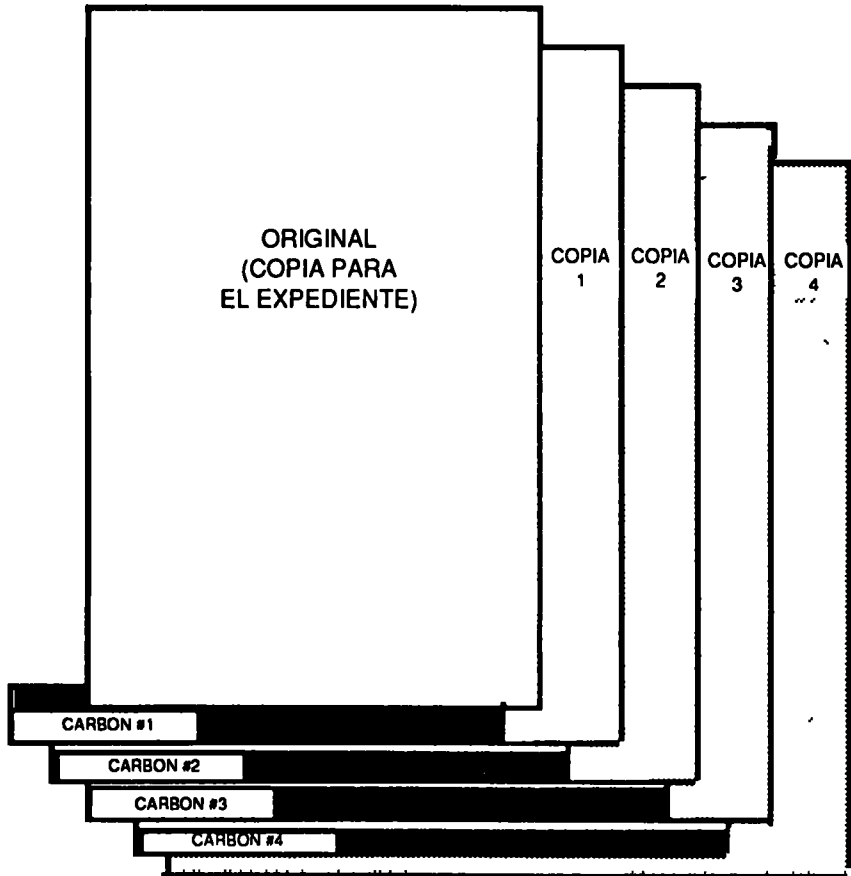 ORIGINAL
(COPIA PARA
EL EXPEDIENTE)
COPIA
1
COPIA
2
COPIA
3
COPIA
4
CARBON #1
CARBON #2
CARBON #3
CARBON #4